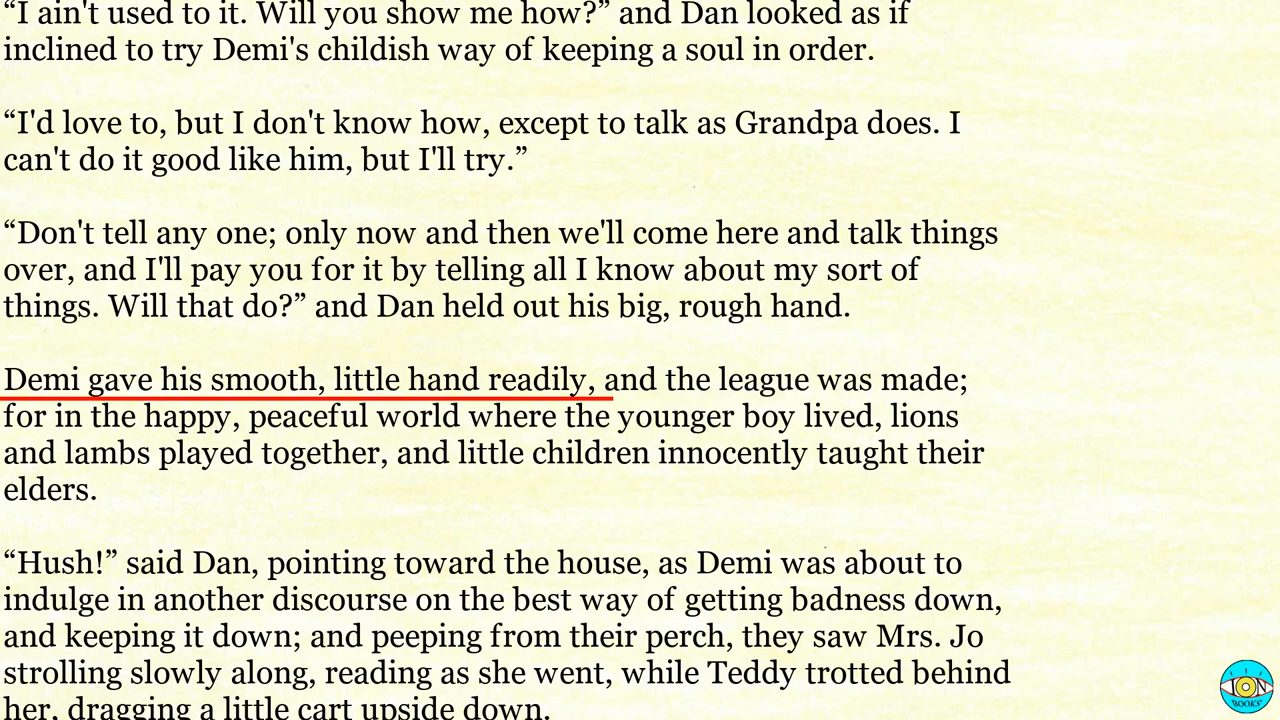 “I ain't used to it. Will you show me how?” and Dan looked as if
inclined to try Demi's childish way of keeping a soul in order.
“I'd love to, but I don't know how, except to talk as Grandpa does. I
can't do it good like him, but I'll try.”
“Don't tell any one; only now and then we'll come here and talk things
over, and I'll pay you for it by telling all I know about my sort of
things. Will that do?” and Dan held out his big, rough hand.
Demi gave his smooth, little hand readily, and the league was made;
for in the happy, peaceful world where the younger boy lived, lions
and lambs played together, and little children innocently taught their
elders.
“Hush!” said Dan, pointing toward the house, as Demi was about to
indulge in another discourse on the best way of getting badness down,
and keeping it down; and peeping from their perch, they saw Mrs. Jo
strolling slowly along, reading as she went, while Teddy trotted behind
her, dragging a little cart upside down.
ION
BOOKS